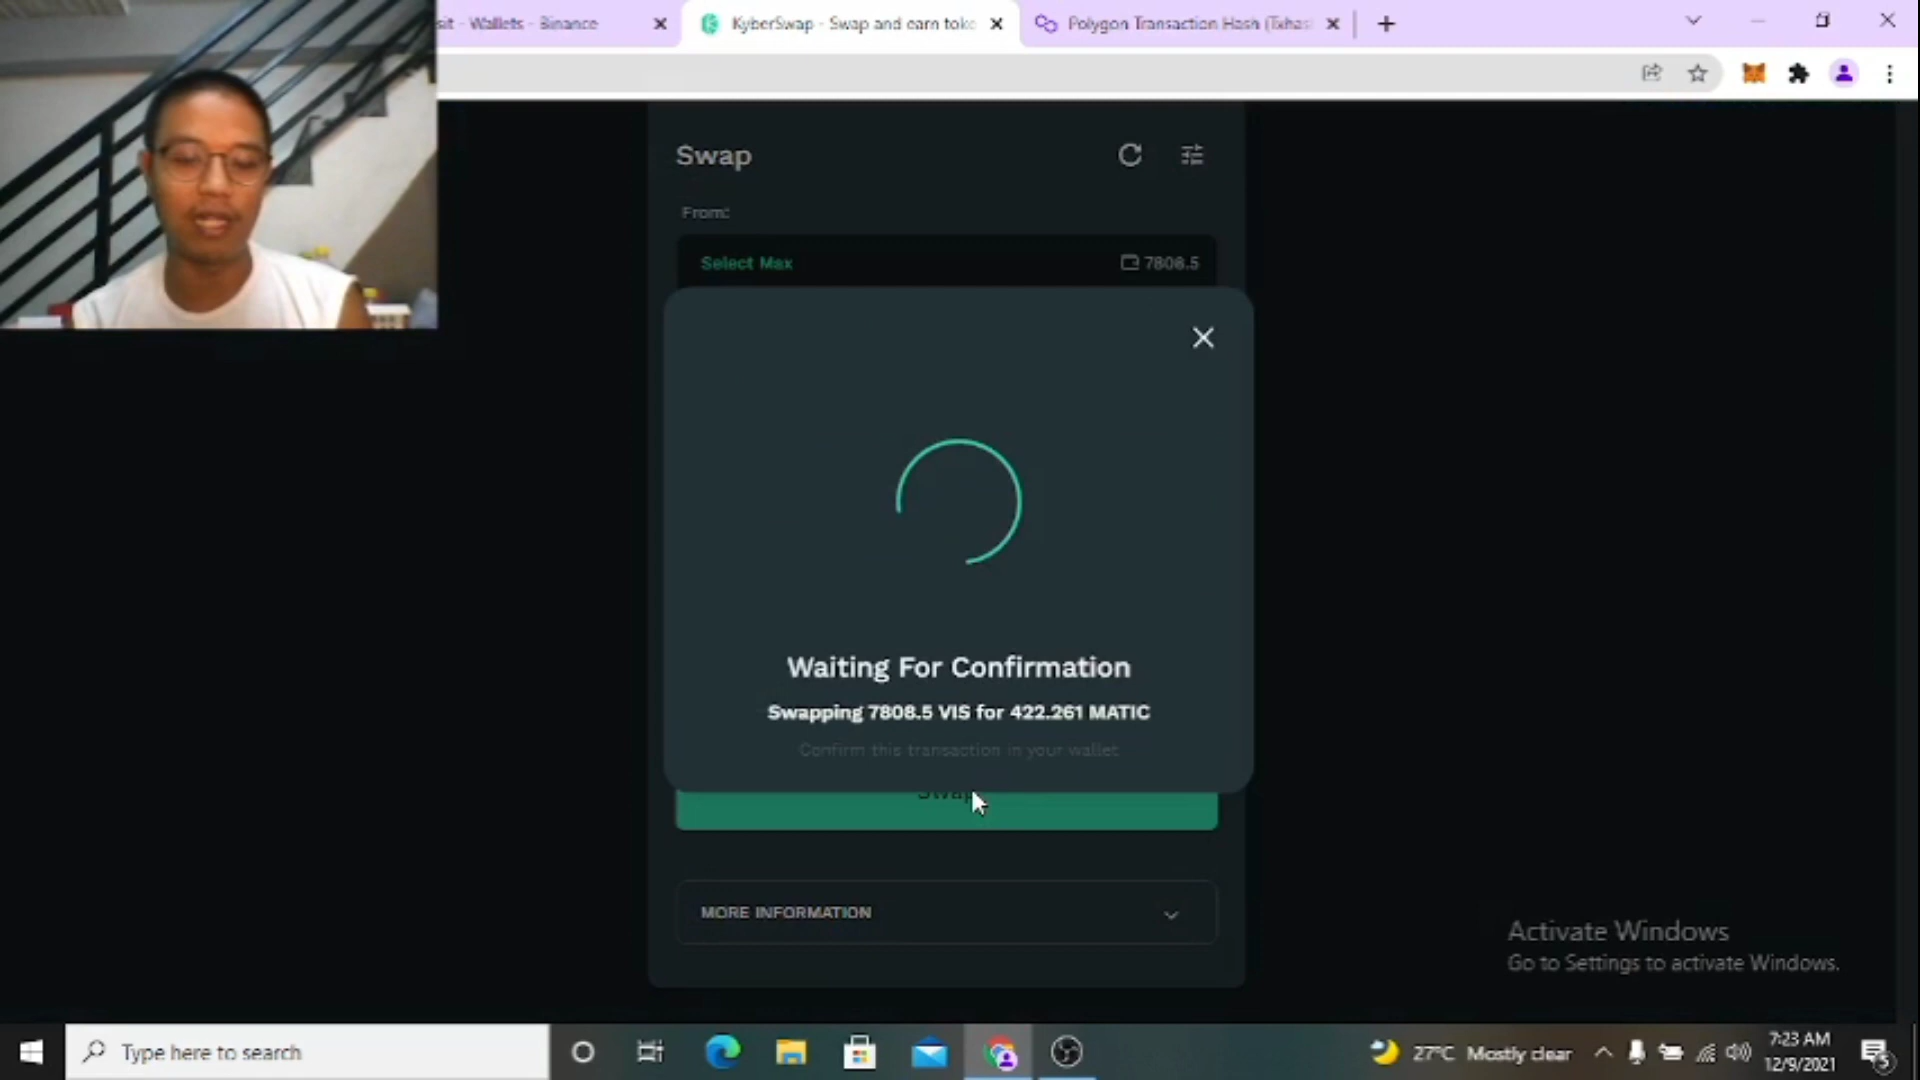 sit - Wallets - Binance
KyberSwap - Swap and earn toke
Polygon Transaction Hash (Txhas
Swap
From:
Select Max
7808.5
Waiting For Confirmation
Swapping 7808.5 VIS for 422.261 MATIC
Confirm this transaction in your wallet
Swap
MORE INFORMATION
Activate Windows
Go to Settings to activate Windows.
Type here to search
27°C Mostly clear
7:23 AM
12/9/2021
5